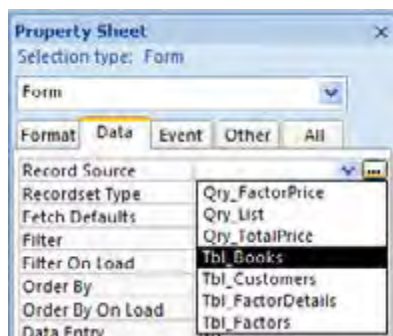 Property Sheet
Selection type: Form
Form
Format Data Event Other All
Record Source
Recordset Type
Fetch Defaults
Filter
Filter On Load
Order By
Order By On Load
Data Entry
Qry_FactorPrice
Qry_List
Qry_TotalPrice
Tbl_Books
Tbl_Customers
Tbl_FactorDetails
Tbl_Factors